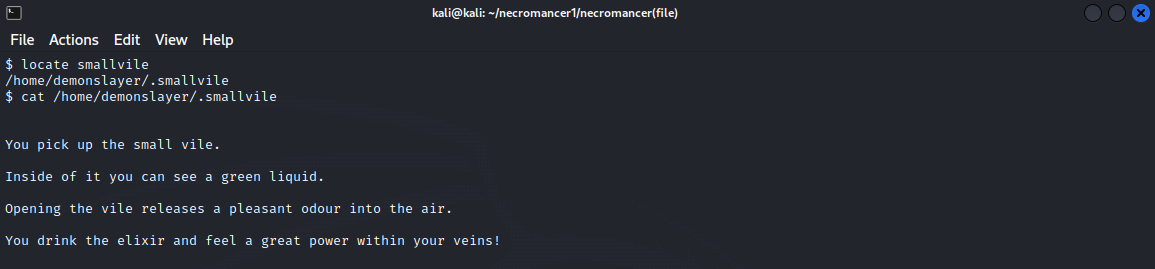 kali@kali: ~/necromancer1/necromancer(file)
File Actions Edit View Help
$ locate smallvile
/home/demonslayer/.smallvile
$ cat /home/demonslayer/.smallvile
You pick up the small vile.
Inside of it you can see a green liquid.
Opening the vile releases a pleasant odour into the air.
You drink the elixir and feel a great power within your veins!